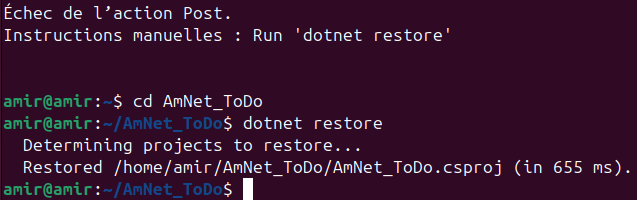 Échec de l’action Post.
Instructions manuelles : Run 'dotnet restore'
amir@amir:~$ cd AmNet_ToDo
amir@amir:~/AmNet_ToDo$ dotnet restore
  Determining projects to restore...
  Restored /home/amir/AmNet_ToDo/AmNet_ToDo.csproj (in 655 ms).
amir@amir:~/AmNet_ToDo$